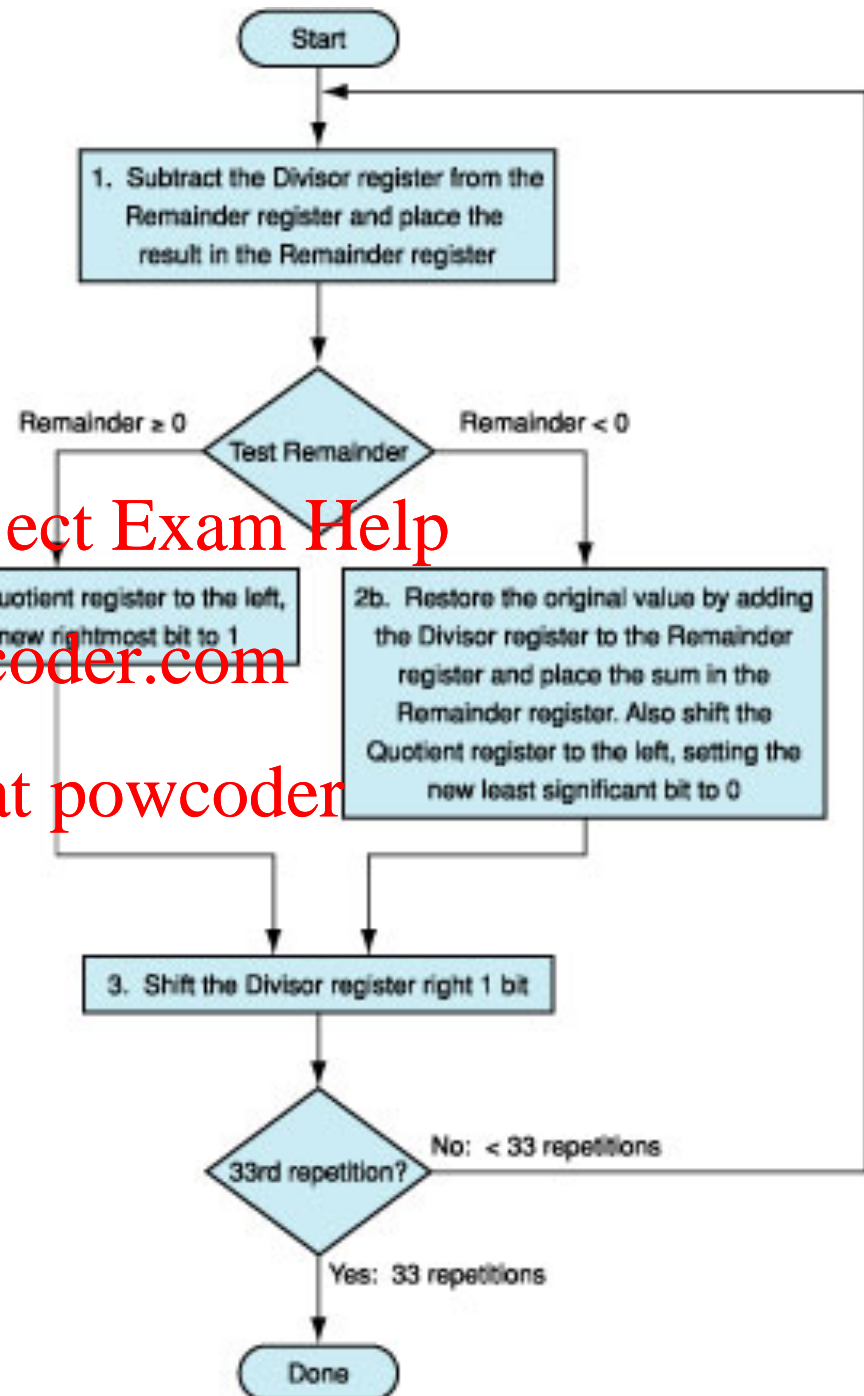 Start
1. Subtract the Divisor register from the
Remainder register and place the
result in the Remainder register
Remainder ≥ 0
Test Remainder
Remainder < 0
ect Exam Help
uotient register to the left,
new rightmost bit to 1
coder.com
2b. Restore the original value by adding
the Divisor register to the Remainder
register and place the sum in the
Remainder register. Also shift the
Quotient register to the left, setting the
new least significant bit to 0
at powcoder
3. Shift the Divisor register right 1 bit
33rd repetition?
No: < 33 repetitions
Yes: 33 repetitions
Done